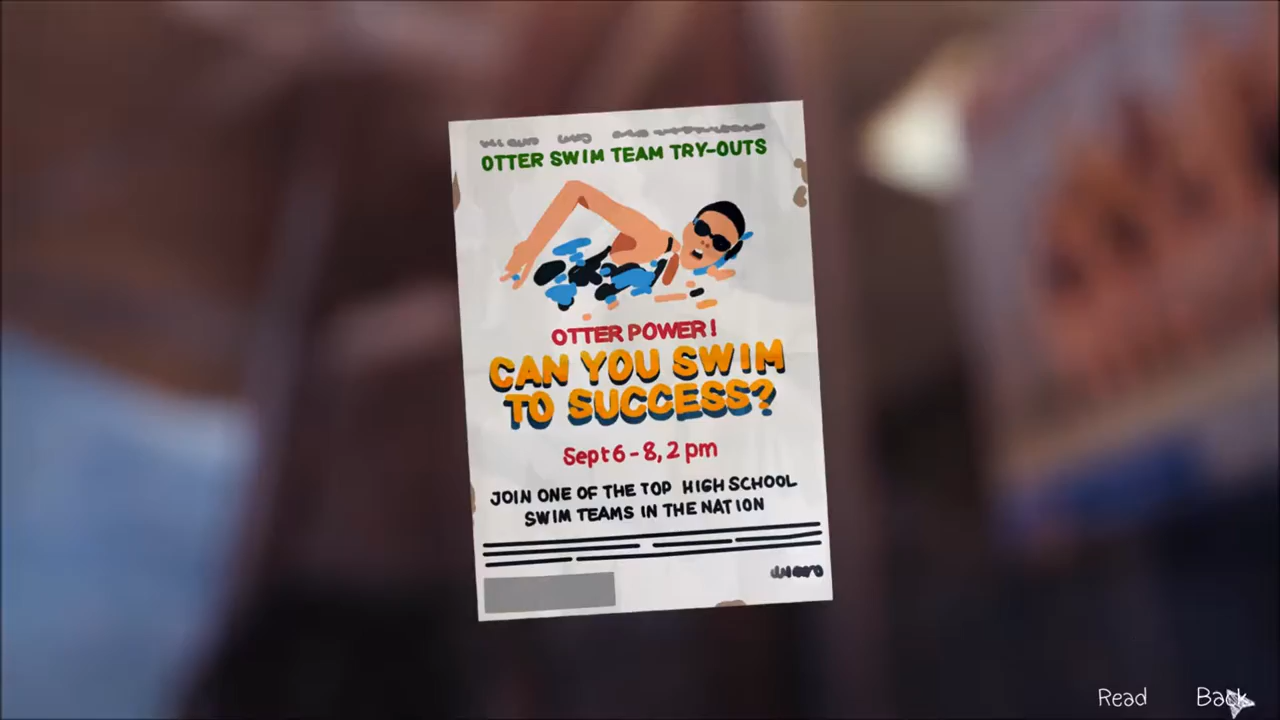 OTTER SWIM TEAM TRY-OUTS
OTTER POWER!
CAN YOU SWIM
TO SUCCESS?
Sept 6 - 8, 2 pm
JOIN ONE OF THE TOP HIGH SCHOOL
SWIM TEAMS IN THE NATION
Read Back